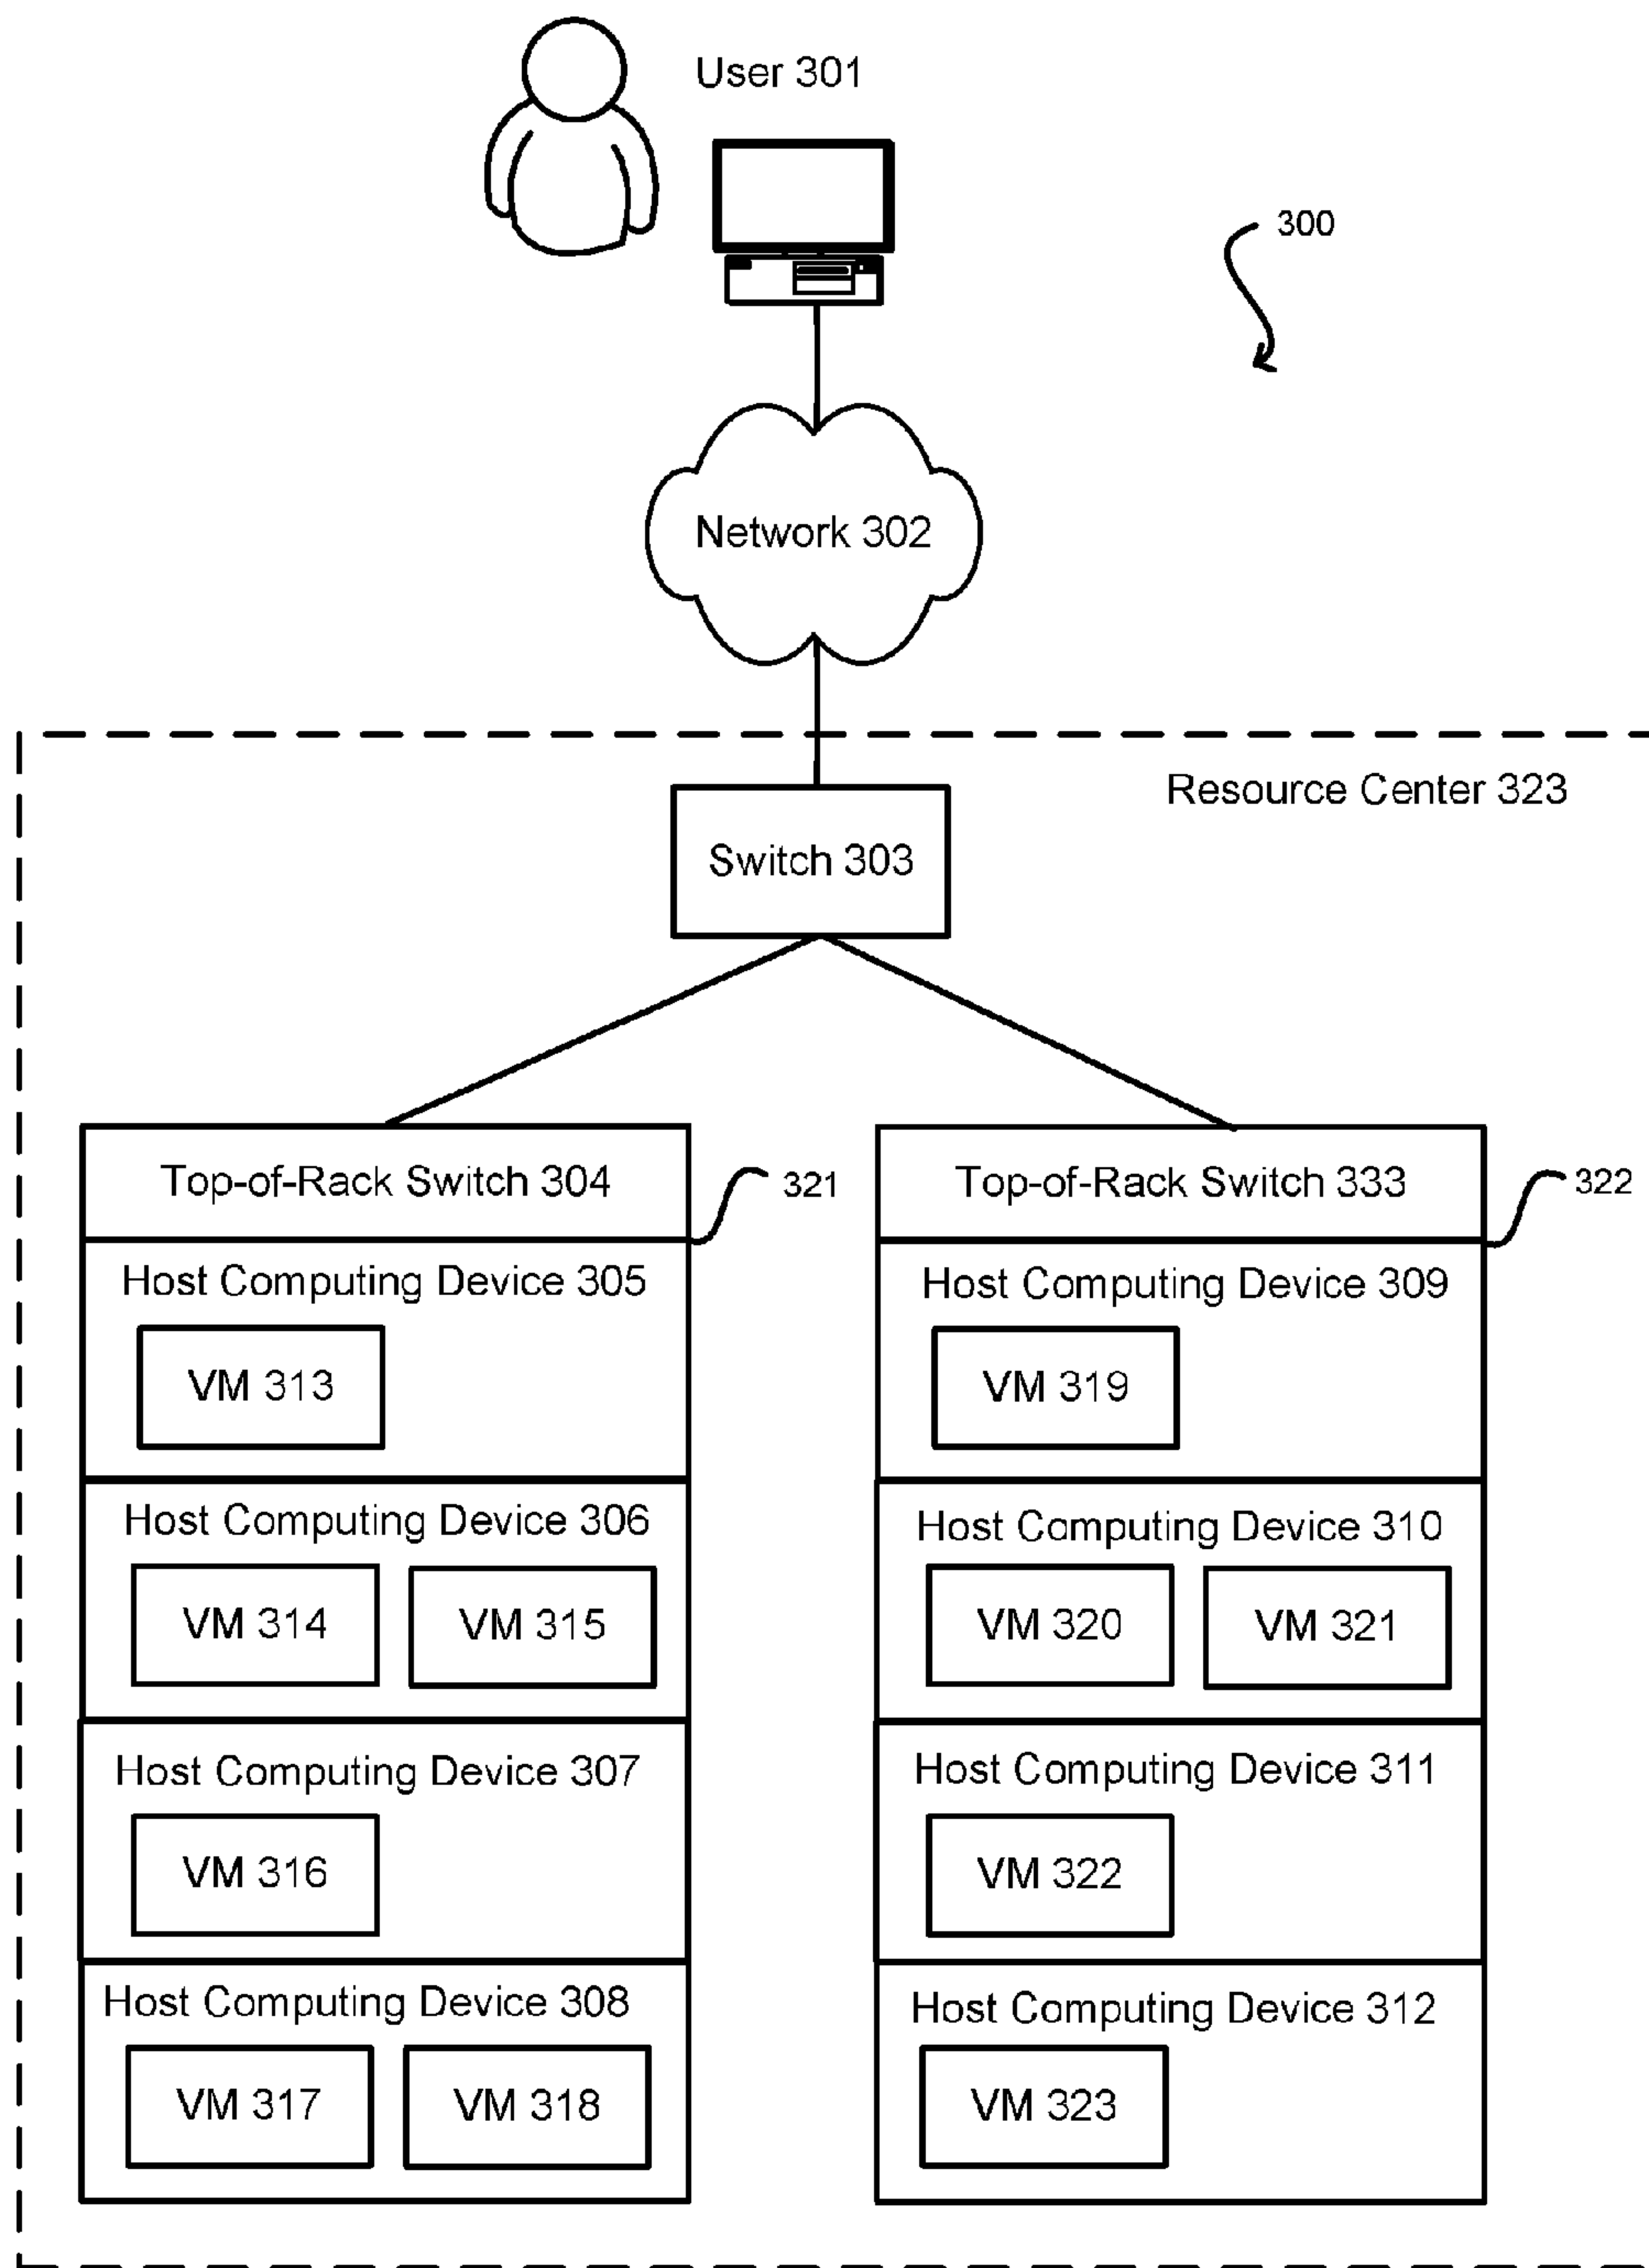 User 301
300
Network 302
Resource Center 323
Switch 303
Top-of-Rack Switch 304
321
Host Computing Device 305
VM 313
Host Computing Device 306
VM 314
VM 315
Host Computing Device 307
VM 316
Host Computing Device 308
VM 317
VM 318
Top-of-Rack Switch 333
322
Host Computing Device 309
VM 319
Host Computing Device 310
VM 320
VM 321
Host Computing Device 311
VM 322
Host Computing Device 312
VM 323